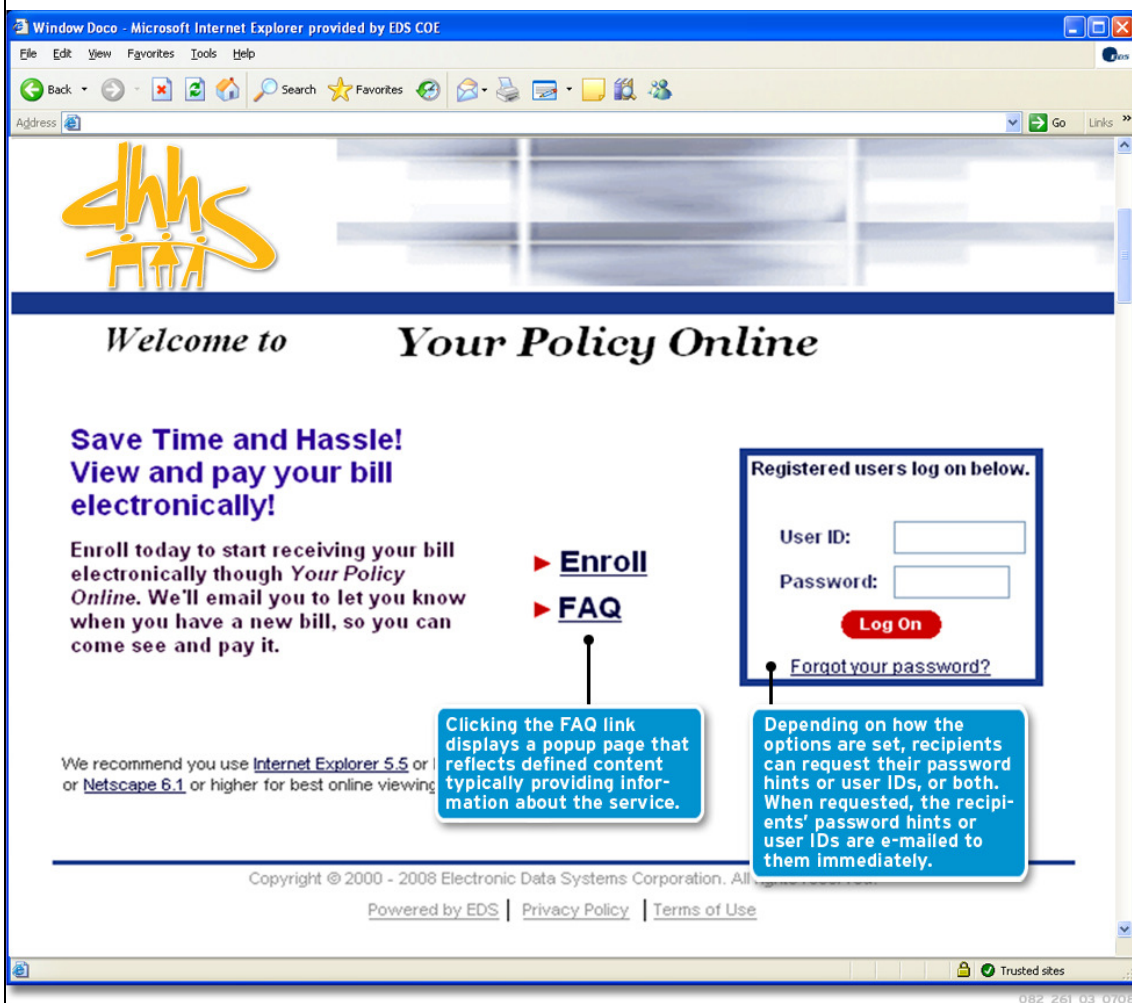 Window Doco - Microsoft Internet Explorer provided by EDS COE
File Edit View Favorites Tools Help
EDS
Back Search Favorites
Address Go Links »
dhhs
Welcome to Your Policy Online
Save Time and Hassle!
View and pay your bill
electronically!
Enroll today to start receiving your bill
electronically though Your Policy
Online. We'll email you to let you know
when you have a new bill, so you can
come see and pay it.
Enroll
FAQ
Registered users log on below.
User ID:
Password:
Log On
Forgot your password?
Clicking the FAQ link
displays a popup page that
reflects defined content
typically providing infor-
mation about the service.
Depending on how the
options are set, recipients
can request their password
hints or user IDs, or both.
When requested, the recipi-
ents' password hints or
user IDs are e-mailed to
them immediately.
We recommend you use Internet Explorer 5.5 or
or Netscape 6.1 or higher for best online viewing
Copyright © 2000 - 2008 Electronic Data Systems Corporation. All
Powered by EDS | Privacy Policy | Terms of Use
Trusted sites